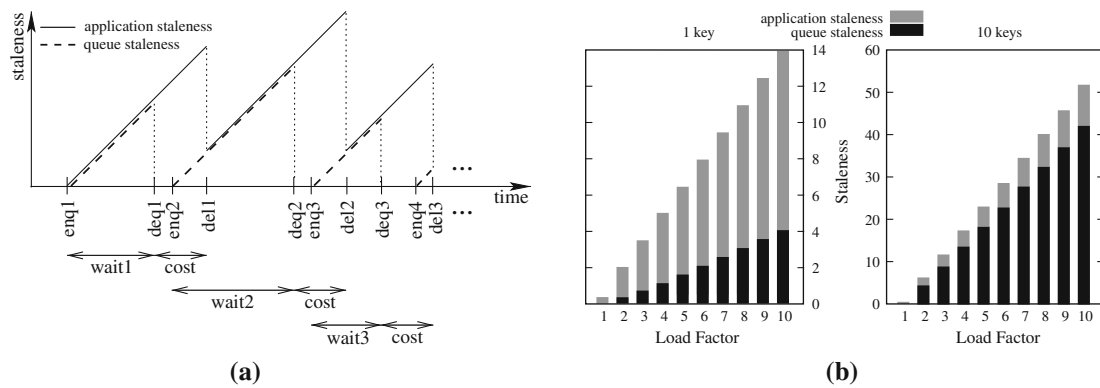 application staleness
queue staleness
staleness
time
enq1
deq1
enq2
del1
deq2
enq3
del2
deq3
enq4
del3
...
...
wait1
cost
wait2
cost
wait3
cost
(a)
application staleness
queue staleness
1 key
10 keys
14
12
10
8
6
4
2
0
Staleness
60
50
40
30
20
10
0
1 2 3 4 5 6 7 8 9 10
Load Factor
1 2 3 4 5 6 7 8 9 10
Load Factor
(b)